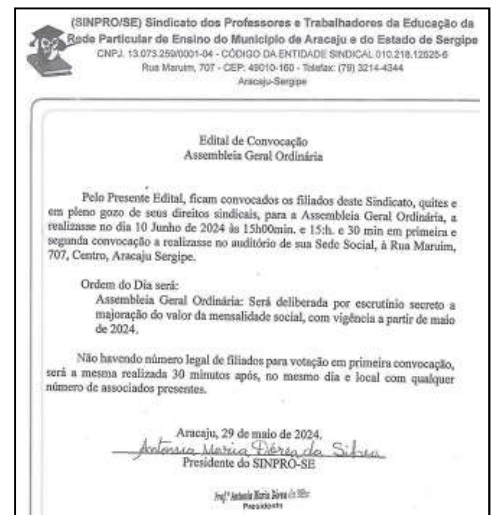 (SINPRO/SE) Sindicato dos Professores e Trabalhadores da Educação da
Rede Particular de Ensino do Município de Aracaju e do Estado de Sergipe
CNPJ. 13.073.259/0001-04 - CÓDIGO DA ENTIDADE SINDICAL 010.218.12625-6
Rua Maruim, 707 - CEP: 49010-160 - Telefax: (79) 3214-4344
Aracaju-Sergipe
Edital de Convocação
Assembleia Geral Ordinária
Pelo Presente Edital, ficam convocados os filiados deste Sindicato, quites e
em pleno gozo de seus direitos sindicais, para a Assembleia Geral Ordinária, a
realizasse no dia 10 Junho de 2024 às 15h00min. e 15:h. e 30 min em primeira e
segunda convocação a realizasse no auditório de sua Sede Social, à Rua Maruim,
707, Centro, Aracaju Sergipe.
Ordem do Dia será:
Assembleia Geral Ordinária: Será deliberada por escrutínio secreto a
majoração do valor da mensalidade social, com vigência a partir de maio
de 2024.
Não havendo número legal de filiados para votação em primeira convocação,
será a mesma realizada 30 minutos após, no mesmo dia e local com qualquer
número de associados presentes.
Aracaju, 29 de maio de 2024.
Antonia Maria Dórea da Silva
Presidente do SINPRO-SE
Profª Antonia Maria Dórea da Silva
Presidente